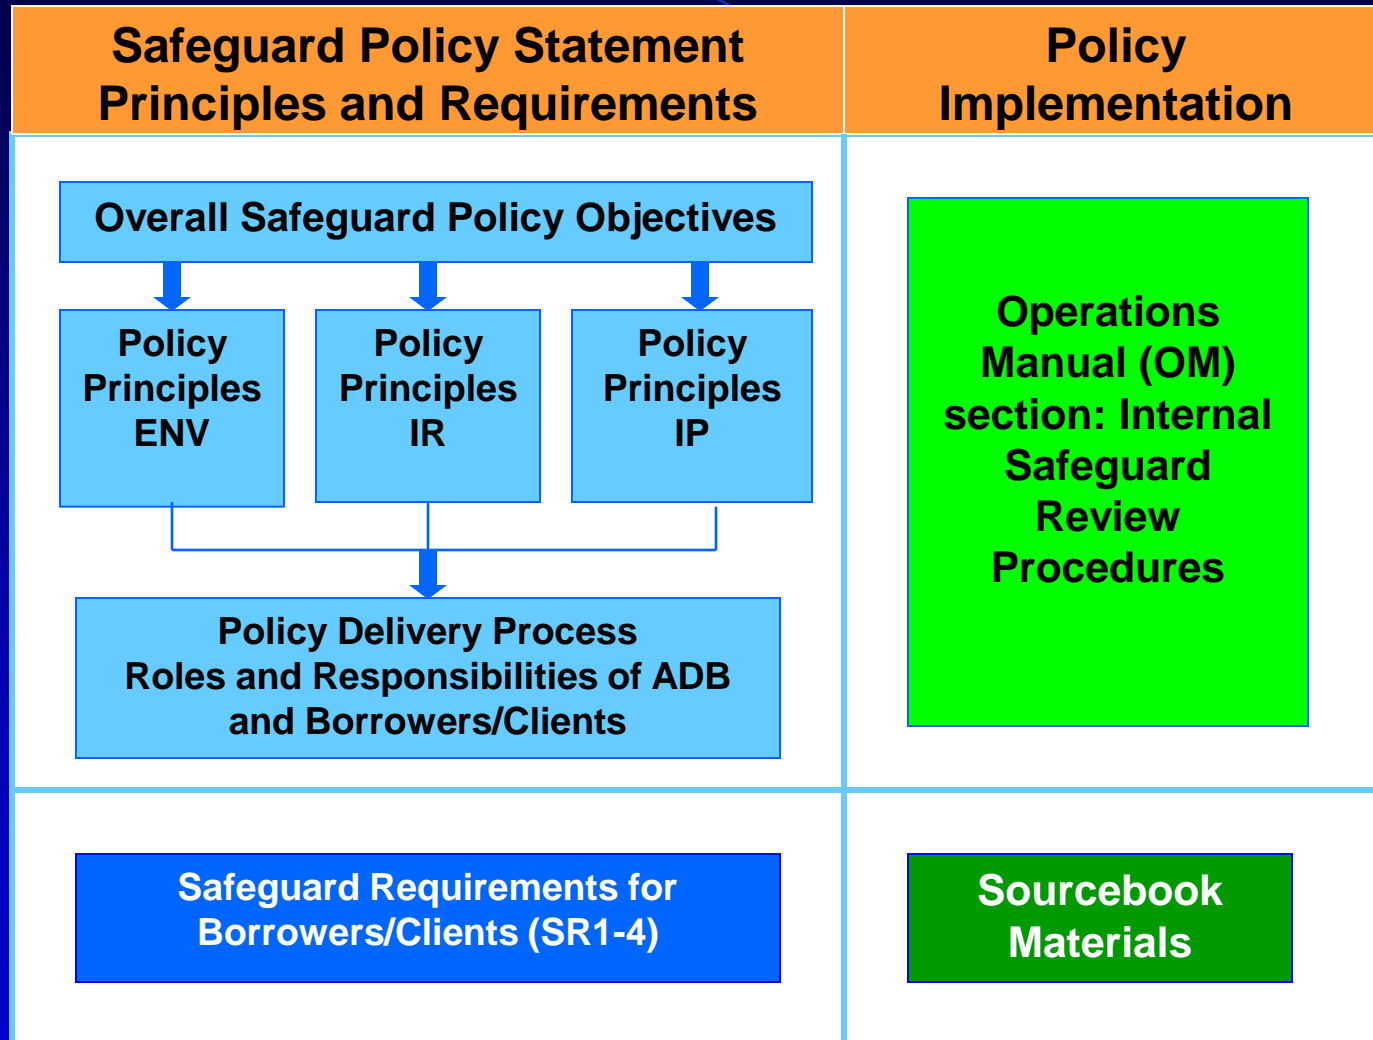 Safeguard Policy Statement
Principles and Requirements
Policy
Implementation
Overall Safeguard Policy Objectives
Policy
Principles
ENV
Policy
Principles
IR
Policy
Principles
IP
Policy Delivery Process
Roles and Responsibilities of ADB
and Borrowers/Clients
Operations
Manual (OM)
section: Internal
Safeguard
Review
Procedures
Safeguard Requirements for
Borrowers/Clients (SR1-4)
Sourcebook
Materials